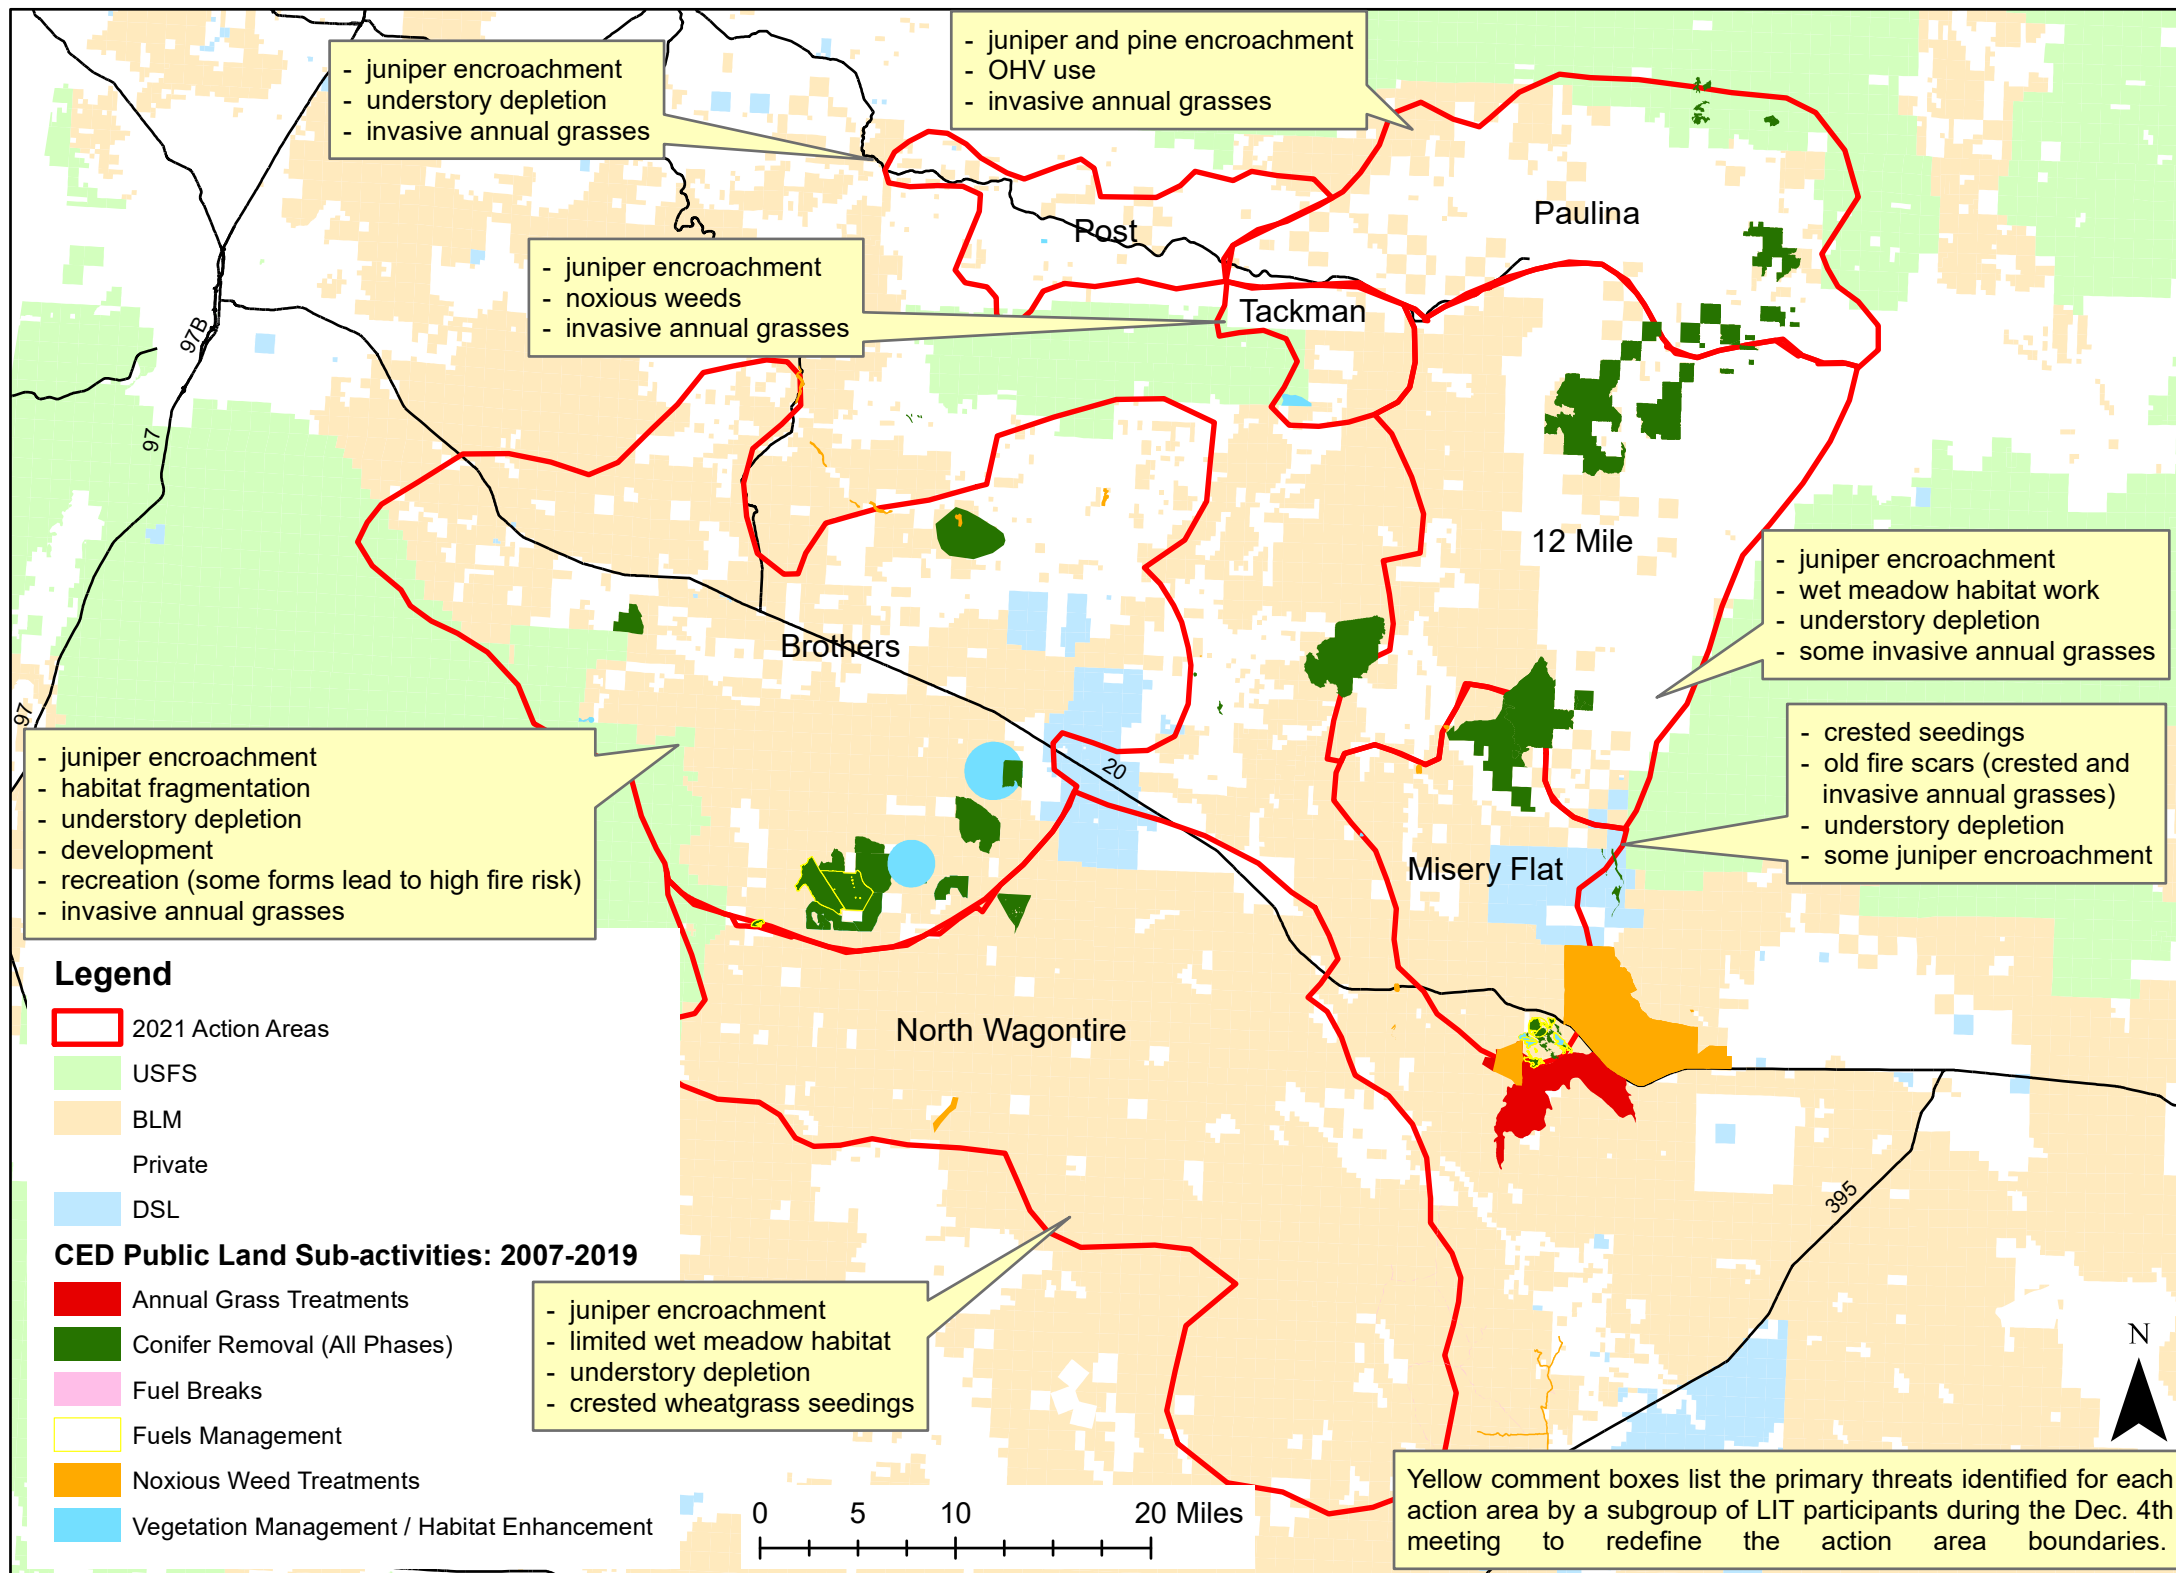 - juniper encroachment
- understory depletion
- invasive annual grasses
- juniper and pine encroachment
- OHV use
- invasive annual grasses
Paulina
Post
- juniper encroachment
- noxious weeds
- invasive annual grasses
Tackman
97B
97
12 Mile
- juniper encroachment
- wet meadow habitat work
- understory depletion
- some invasive annual grasses
Brothers
97
20
- juniper encroachment
- habitat fragmentation
- understory depletion
- development
- recreation (some forms lead to high fire risk)
- invasive annual grasses
- crested seedings
- old fire scars (crested and
invasive annual grasses)
- understory depletion
- some juniper encroachment
Misery Flat
North Wagontire
395
Legend
2021 Action Areas
USFS
BLM
Private
DSL
CED Public Land Sub-activities: 2007-2019
Annual Grass Treatments
Conifer Removal (All Phases)
Fuel Breaks
Fuels Management
Noxious Weed Treatments
Vegetation Management / Habitat Enhancement
- juniper encroachment
- limited wet meadow habitat
- understory depletion
- crested wheatgrass seedings
N
0 5 10 20 Miles
Yellow comment boxes list the primary threats identified for each
action area by a subgroup of LIT participants during the Dec. 4th
meeting to redefine the action area boundaries.